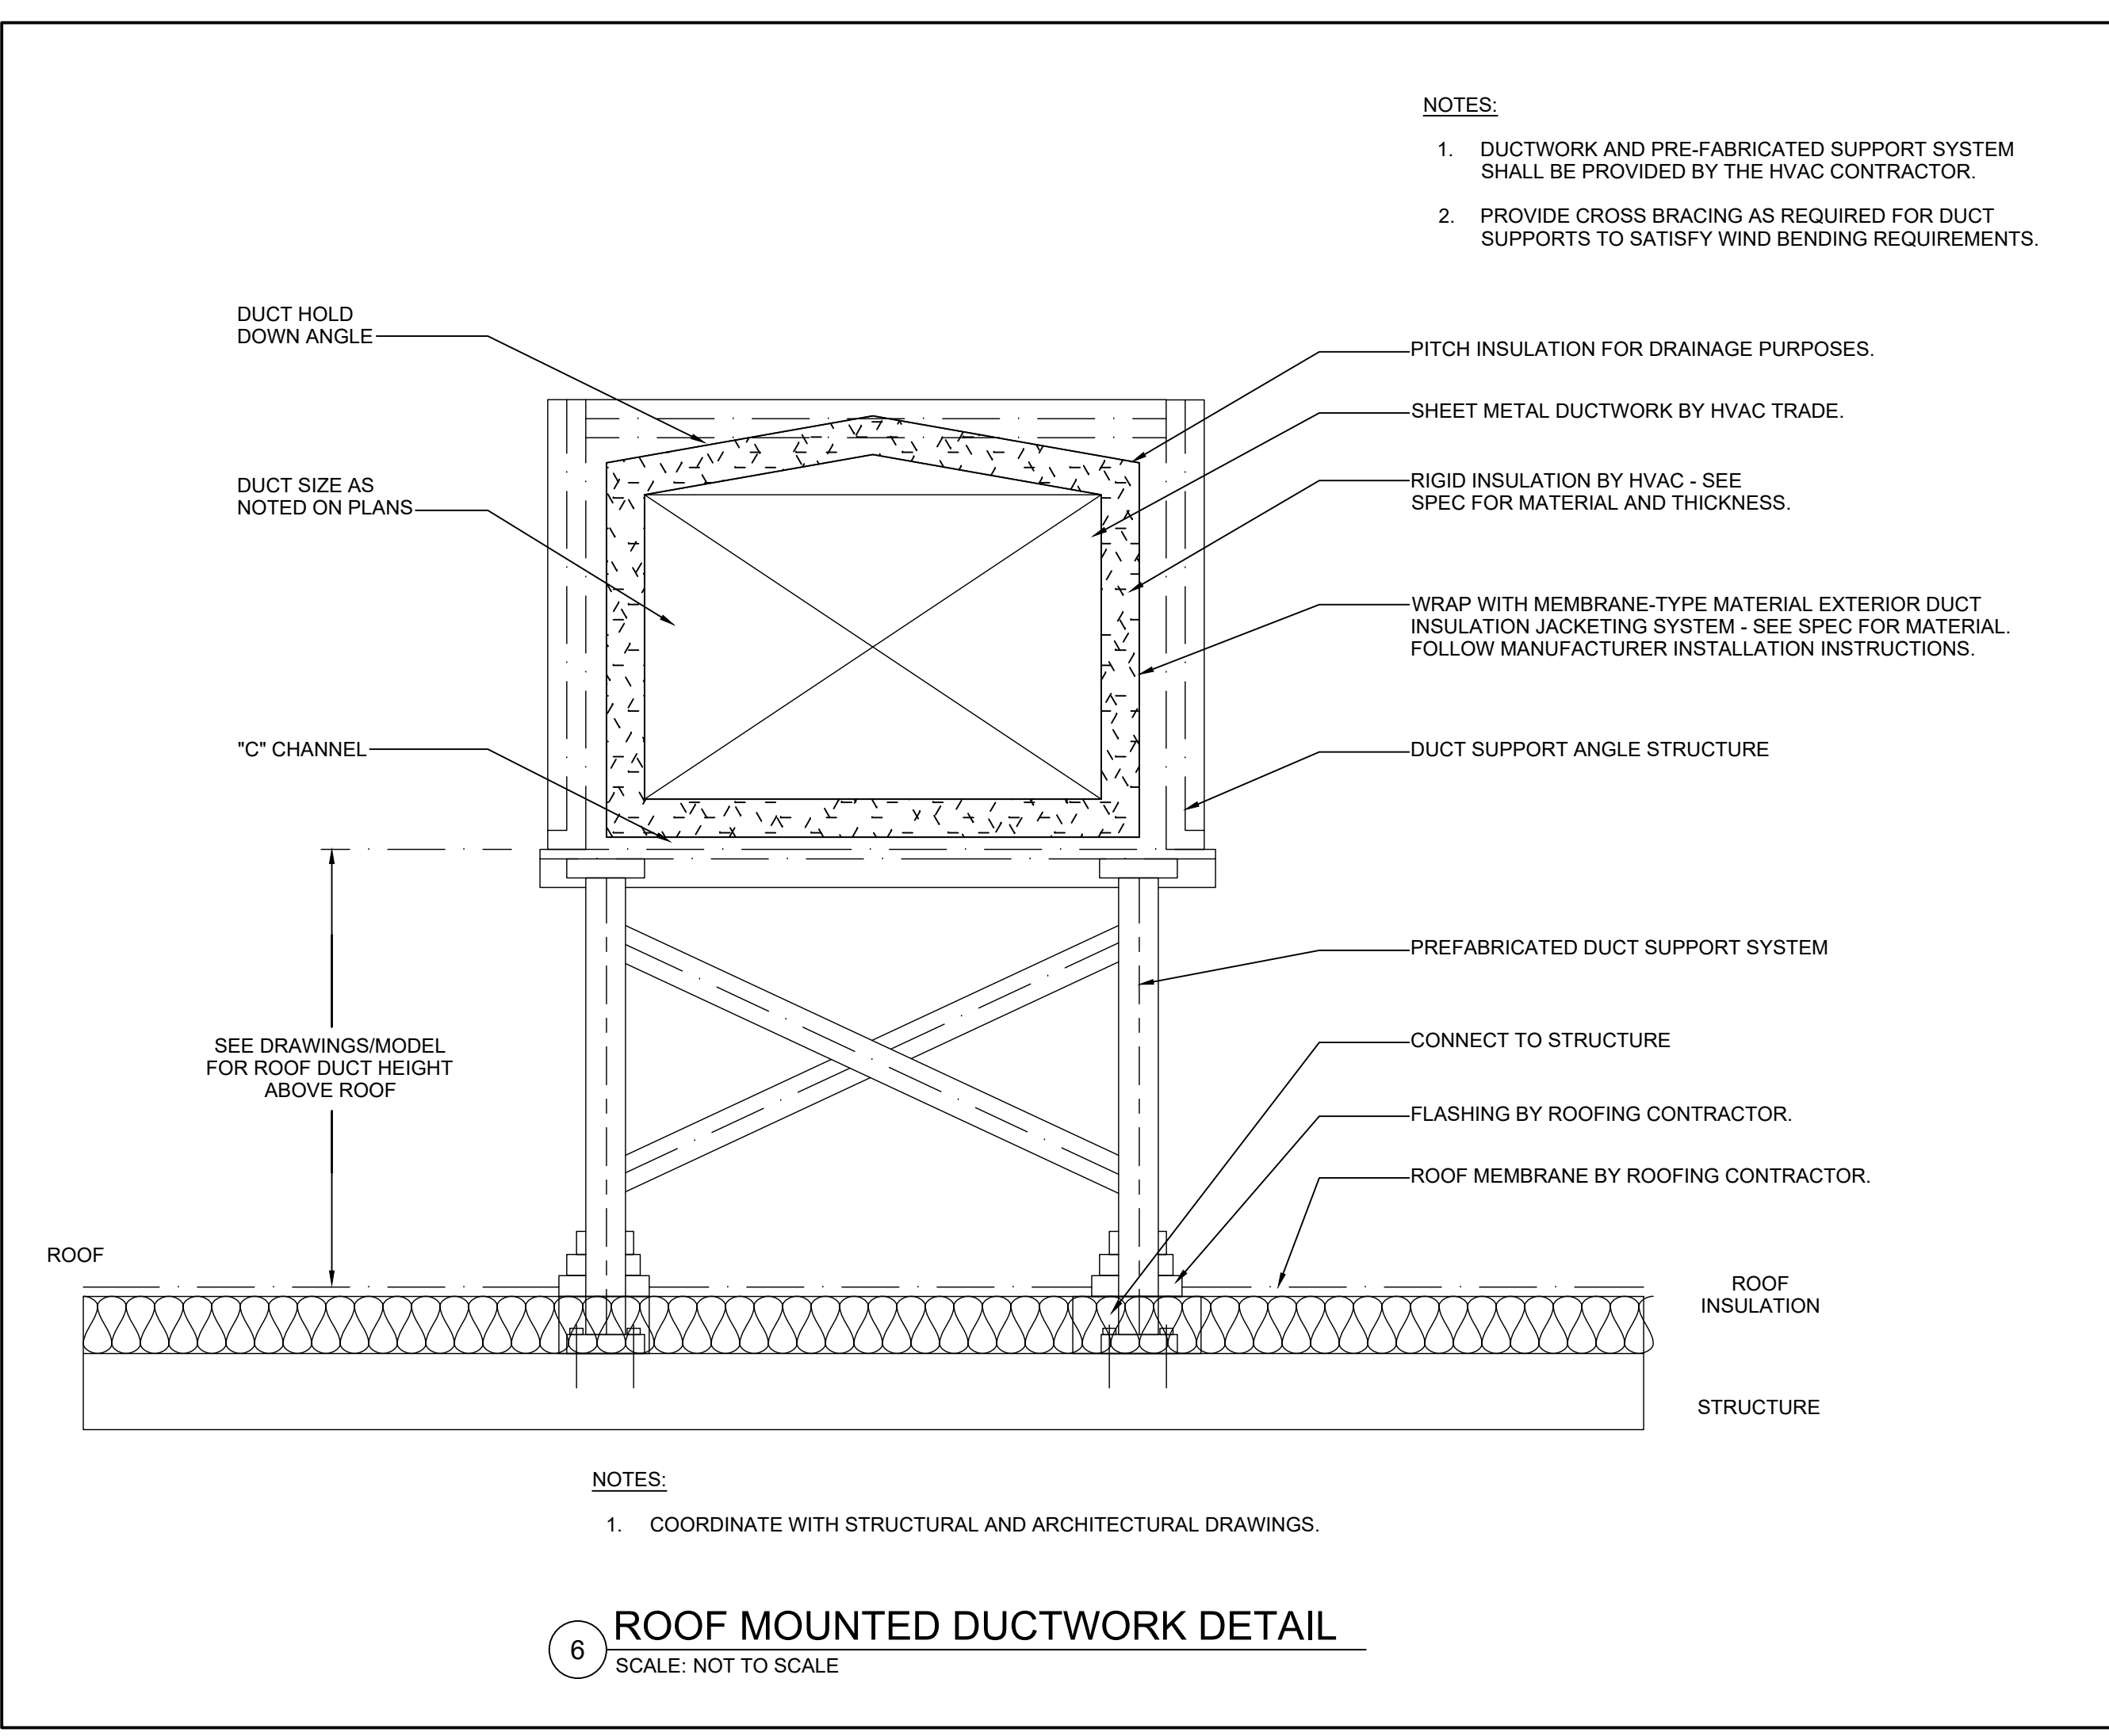 NOTES:
1. DUCTWORK AND PRE-FABRICATED SUPPORT SYSTEM
SHALL BE PROVIDED BY THE HVAC CONTRACTOR.
2. PROVIDE CROSS BRACING AS REQUIRED FOR DUCT
SUPPORTS TO SATISFY WIND BENDING REQUIREMENTS.
DUCT HOLD
DOWN ANGLE
DUCT SIZE AS
NOTED ON PLANS
"C" CHANNEL
SEE DRAWINGS/MODEL
FOR ROOF DUCT HEIGHT
ABOVE ROOF
ROOF
PITCH INSULATION FOR DRAINAGE PURPOSES.
SHEET METAL DUCTWORK BY HVAC TRADE.
RIGID INSULATION BY HVAC - SEE
SPEC FOR MATERIAL AND THICKNESS.
WRAP WITH MEMBRANE-TYPE MATERIAL EXTERIOR DUCT
INSULATION JACKETING SYSTEM - SEE SPEC FOR MATERIAL.
FOLLOW MANUFACTURER INSTALLATION INSTRUCTIONS.
DUCT SUPPORT ANGLE STRUCTURE
PREFABRICATED DUCT SUPPORT SYSTEM
CONNECT TO STRUCTURE
FLASHING BY ROOFING CONTRACTOR.
ROOF MEMBRANE BY ROOFING CONTRACTOR.
ROOF
INSULATION
STRUCTURE
NOTES:
1. COORDINATE WITH STRUCTURAL AND ARCHITECTURAL DRAWINGS.
6 ROOF MOUNTED DUCTWORK DETAIL
SCALE: NOT TO SCALE